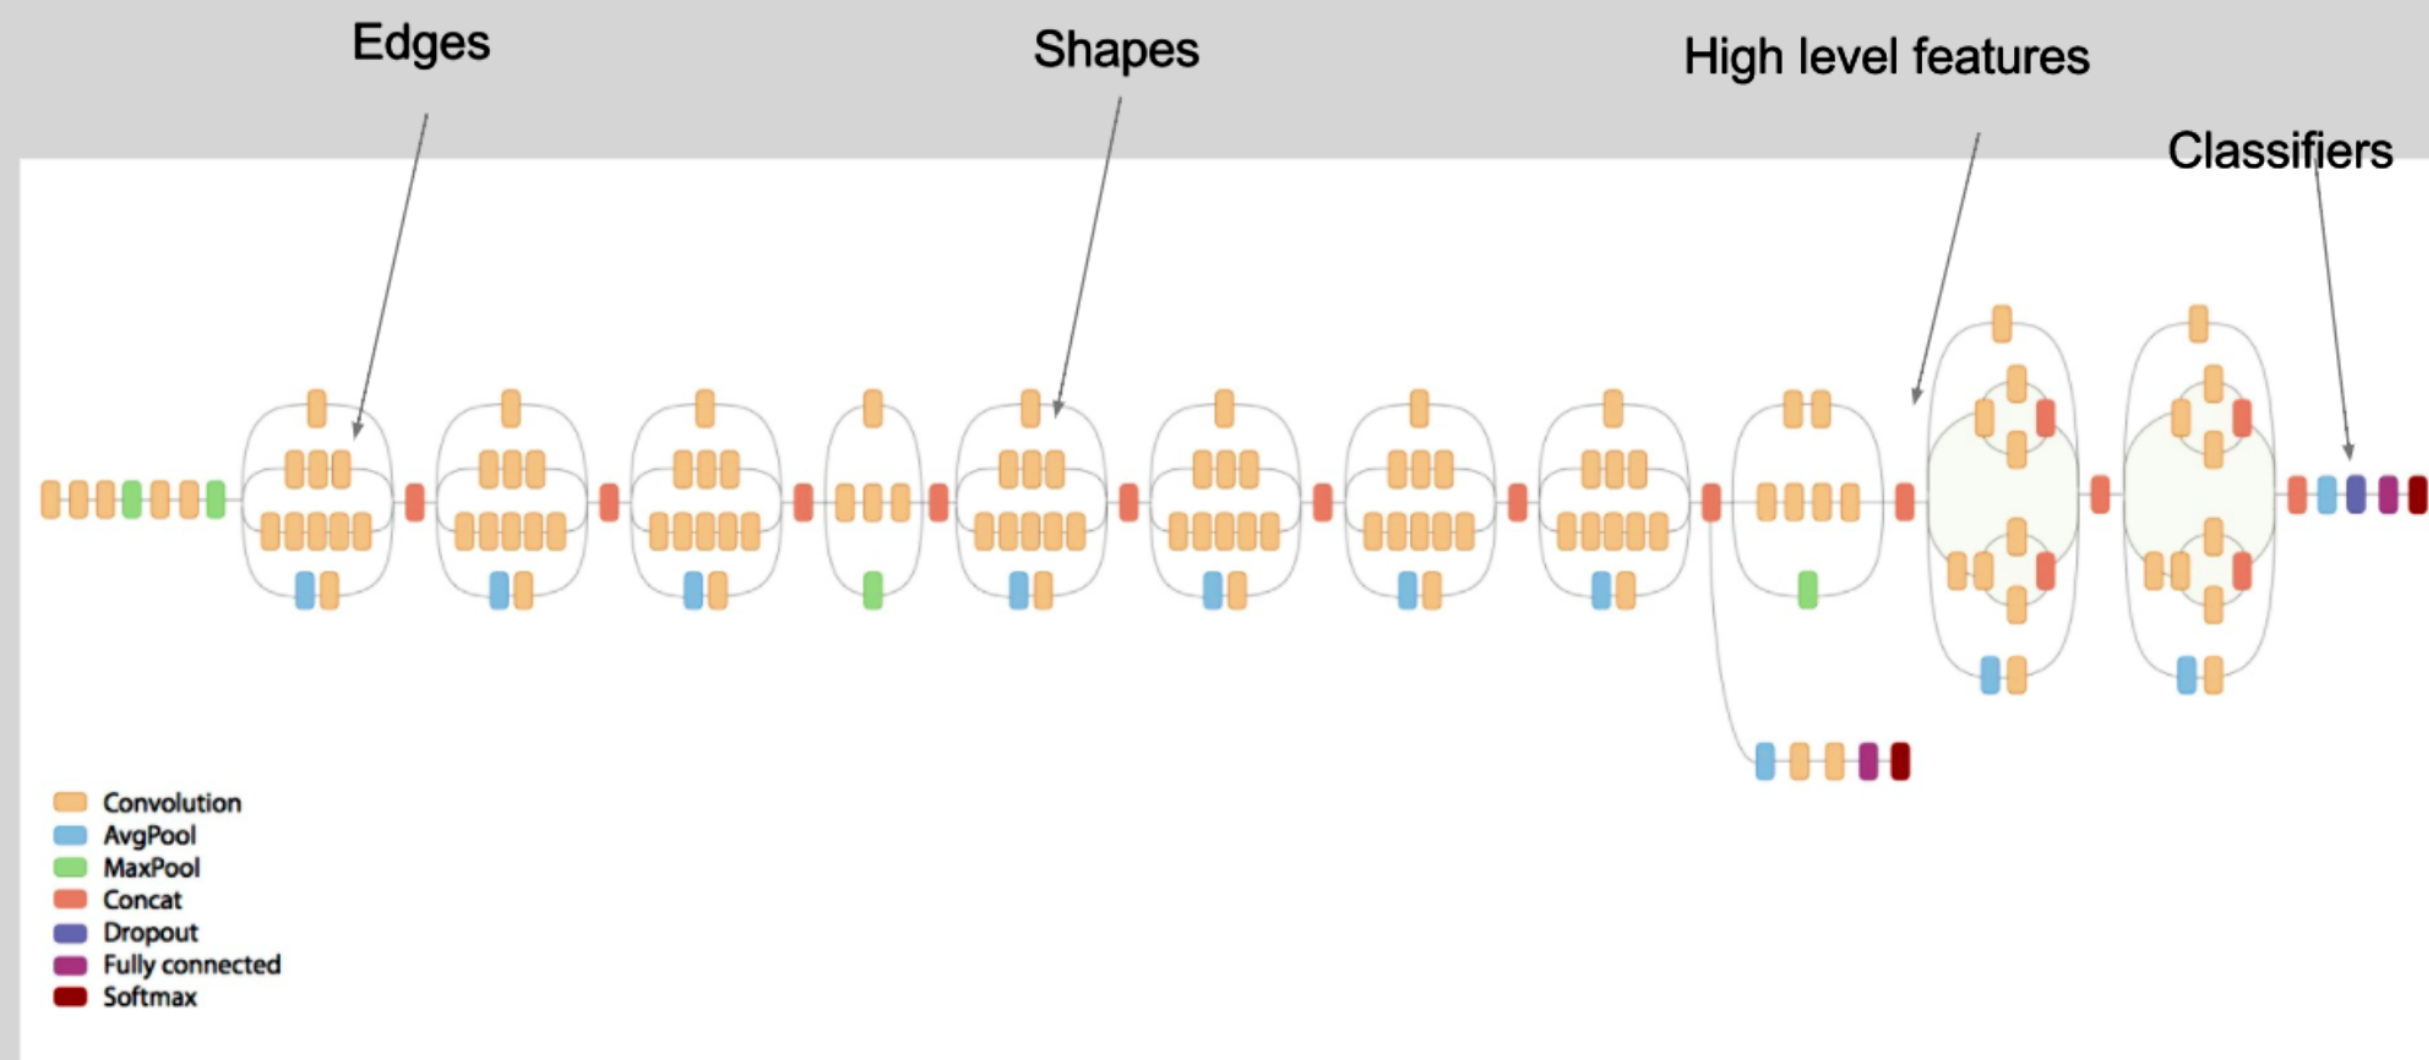 Edges
Shapes
High level features
Classifiers
Convolution
AvgPool
MaxPool
Concat
Dropout
Fully connected
Softmax